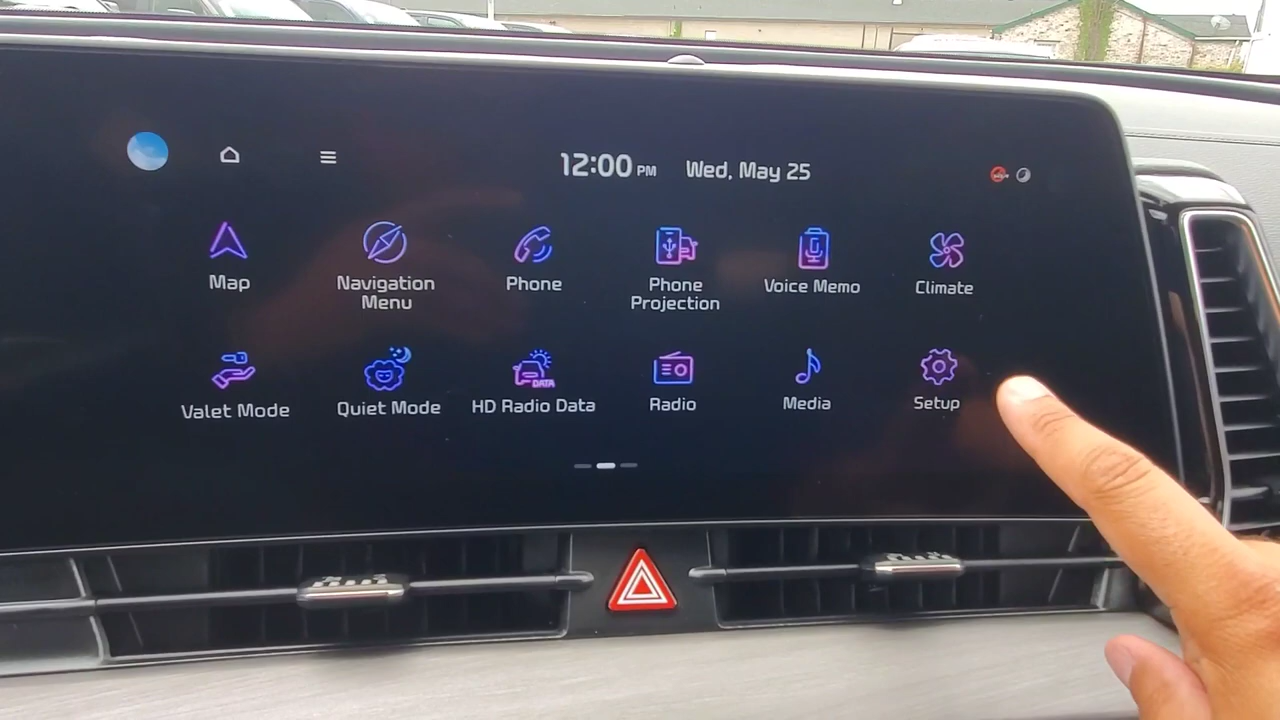 12:00 PM Wed, May 25
Map
Navigation
Menu
Phone
Phone
Projection
Voice Memo
Climate
Valet Mode
Quiet Mode
DATA
HD Radio Data
Radio
Media
Setup